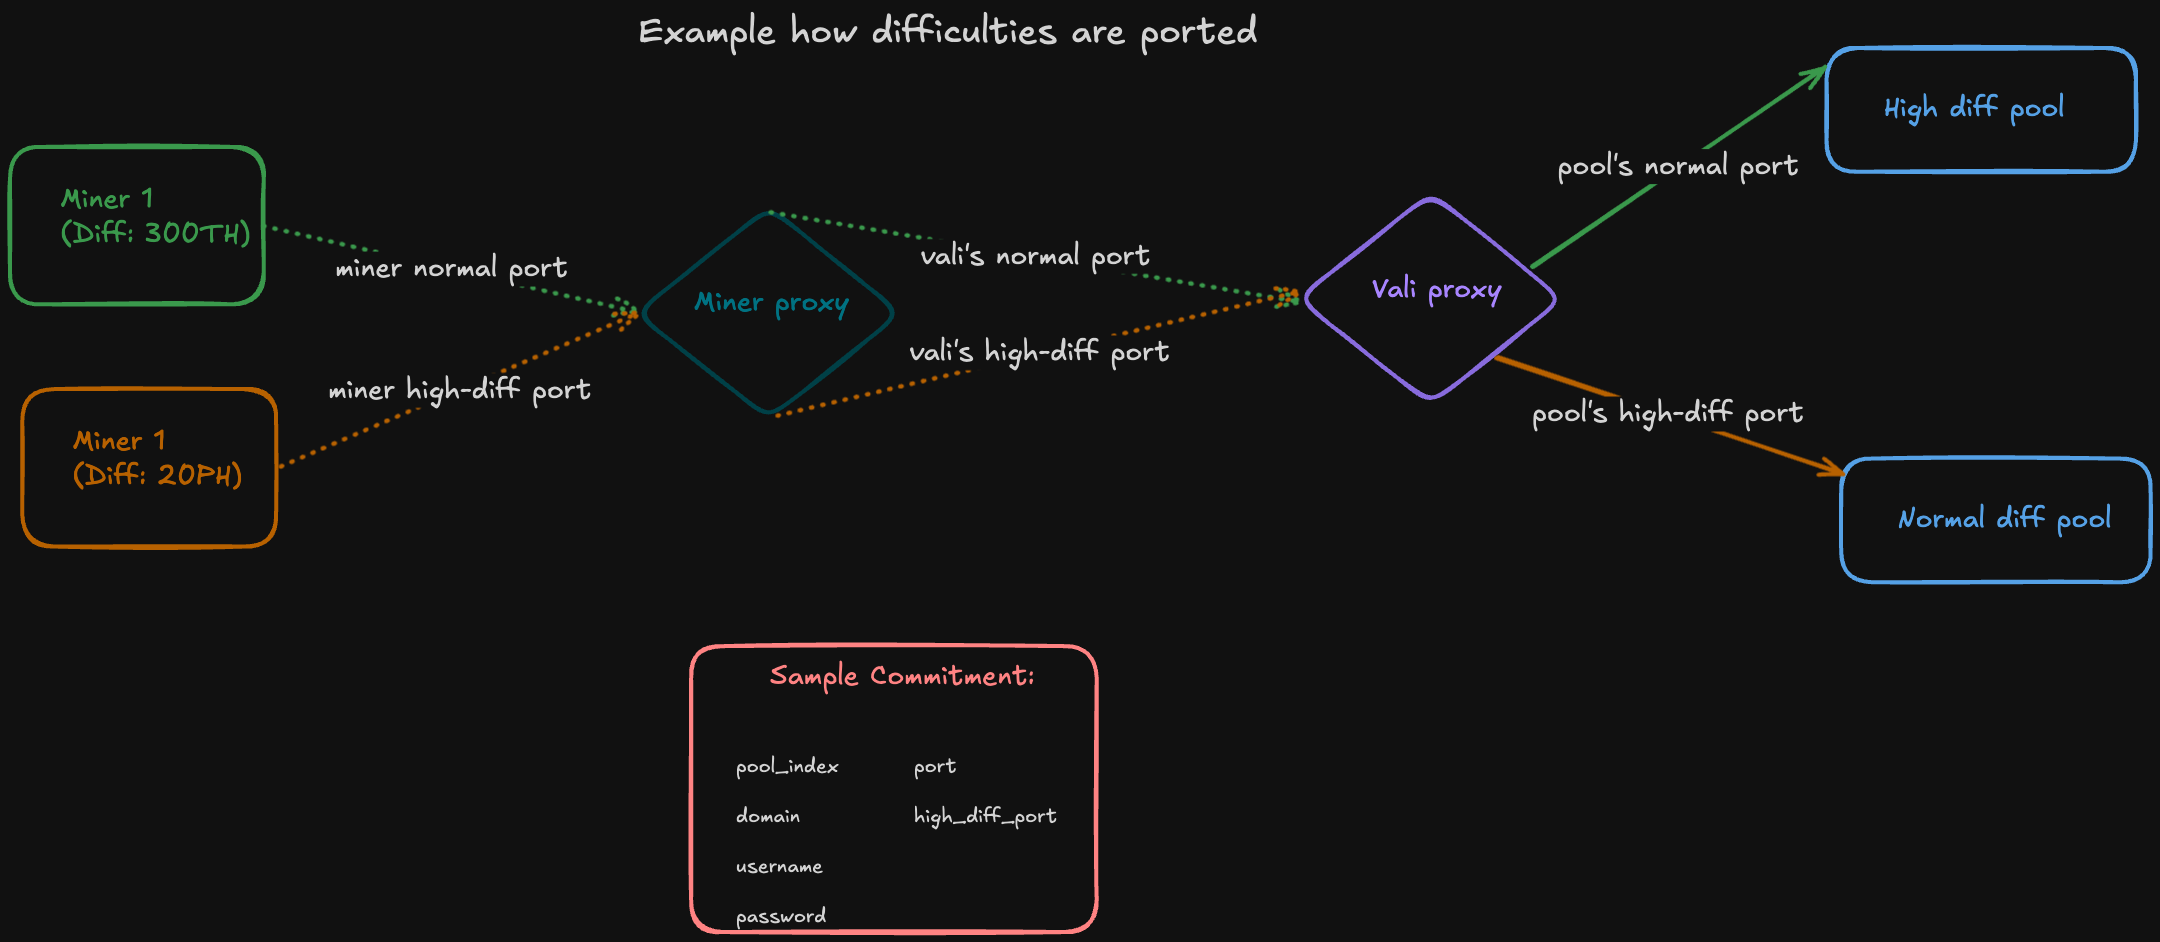 Example how difficulties are ported
High diff pool
pool's normal port
Miner 1
(Diff: 300TH)
miner normal port
vali's normal port
Miner proxy
Vali proxy
vali's high-diff port
miner high-diff port
pool's high-diff port
Miner 1
(Diff: 20PH)
Normal diff pool
Sample Commitment:
pool_index port
domain high_diff_port
username
password